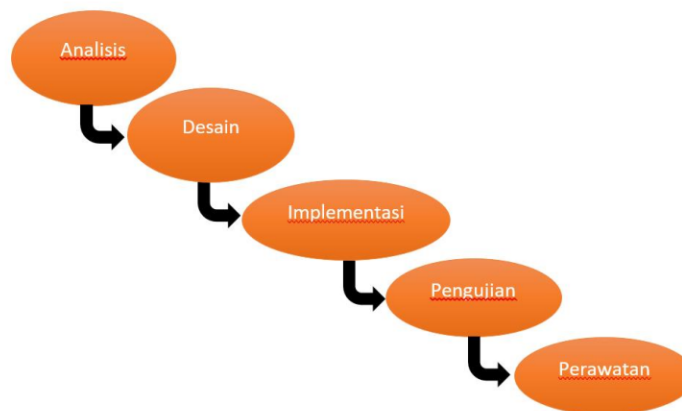 Analisis
Desain
Implementasi
Pengujian
Perawatan